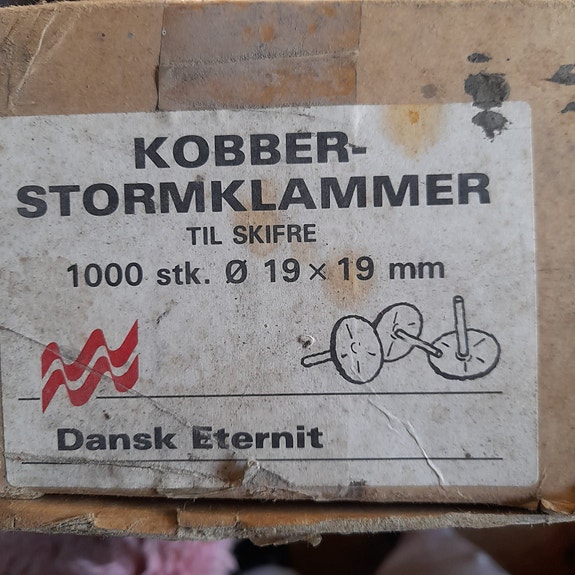 KOBBER-
STORMKLAMMER
TIL SKIFRE
1000 stk. Ø 19 × 19 mm
Dansk Eternit